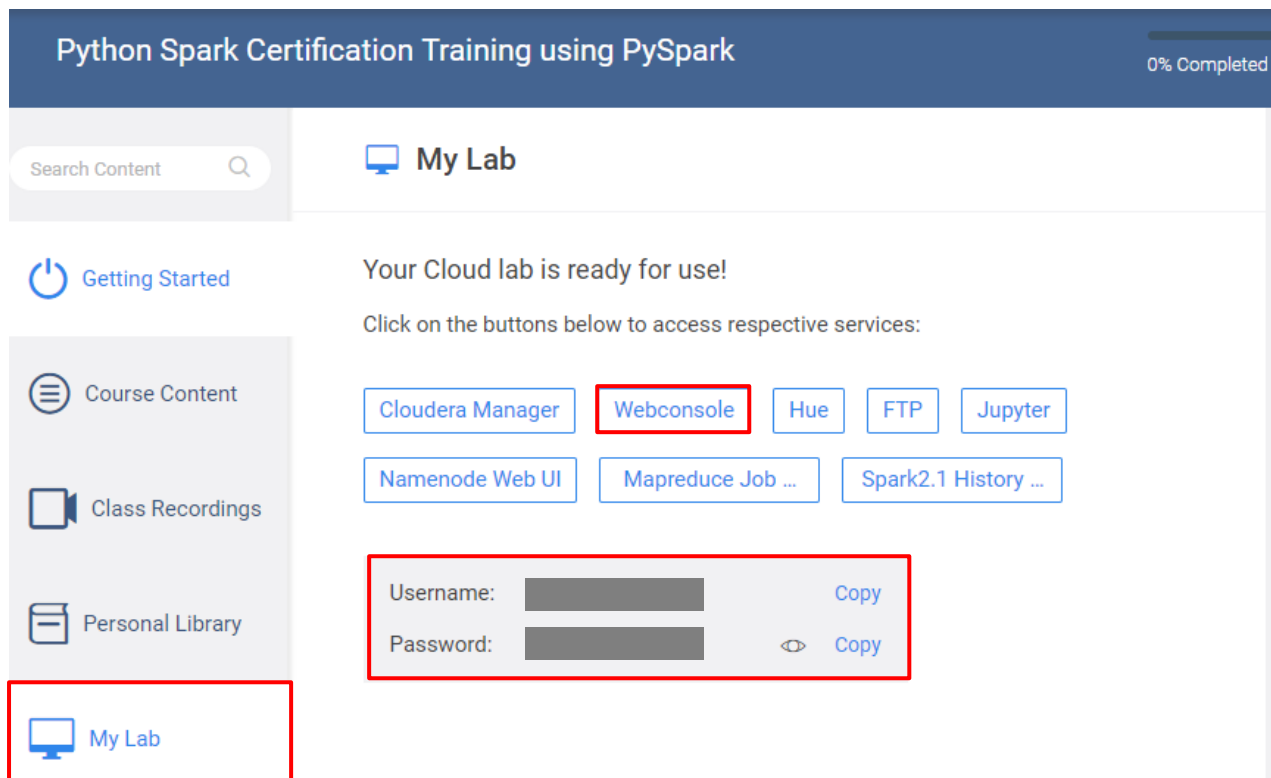 Python Spark Certification Training using PySpark
0% Completed
Search Content
Getting Started
Course Content
Class Recordings
Personal Library
My Lab
My Lab
Your Cloud lab is ready for use!
Click on the buttons below to access respective services:
Cloudera Manager Webconsole Hue FTP Jupyter
Namenode Web UI Mapreduce Job ... Spark2.1 History ...
Username: Copy
Password: Copy